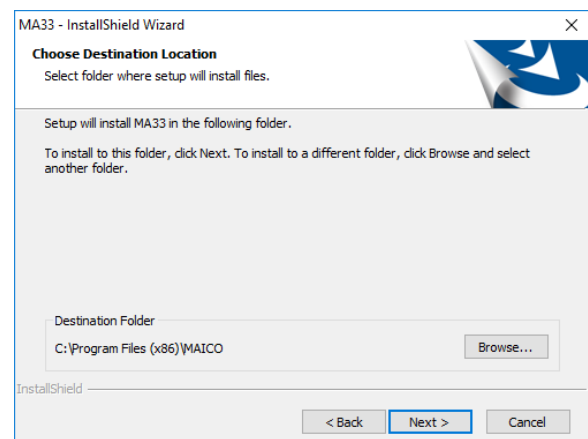 MA33 - InstallShield Wizard
Choose Destination Location
Select folder where setup will install files.
Setup will install MA33 in the following folder.
To install to this folder, click Next. To install to a different folder, click Browse and select
another folder.
Destination Folder
C:\Program Files (x86)\MAICO
Browse...
InstallShield
< Back
Next >
Cancel